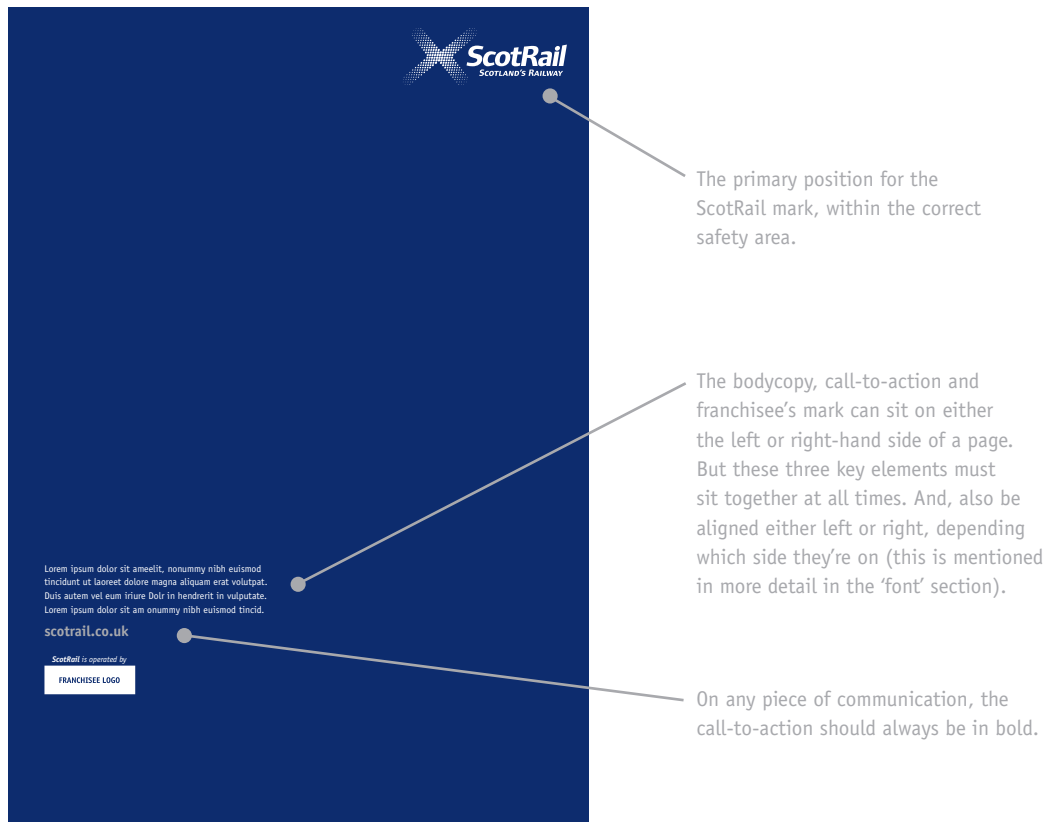 ScotRail
SCOTLAND'S RAILWAY
The primary position for the
ScotRail mark, within the correct
safety area.
The bodycopy, call-to-action and
franchisee's mark can sit on either
the left or right-hand side of a page.
But these three key elements must
sit together at all times. And, also be
aligned either left or right, depending
which side they're on (this is mentioned
in more detail in the 'font' section).
Lorem ipsum dolor sit ameelit, nonummy nibh euismod
tincidunt ut laoreet dolore magna aliquam erat volutpat.
Duis autem vel eum iriure Dolr in hendrerit in vulputate.
Lorem ipsum dolor sit am onummy nibh euismod tincid.
scotrail.co.uk
ScotRail is operated by
FRANCHISEE LOGO
On any piece of communication, the
call-to-action should always be in bold.